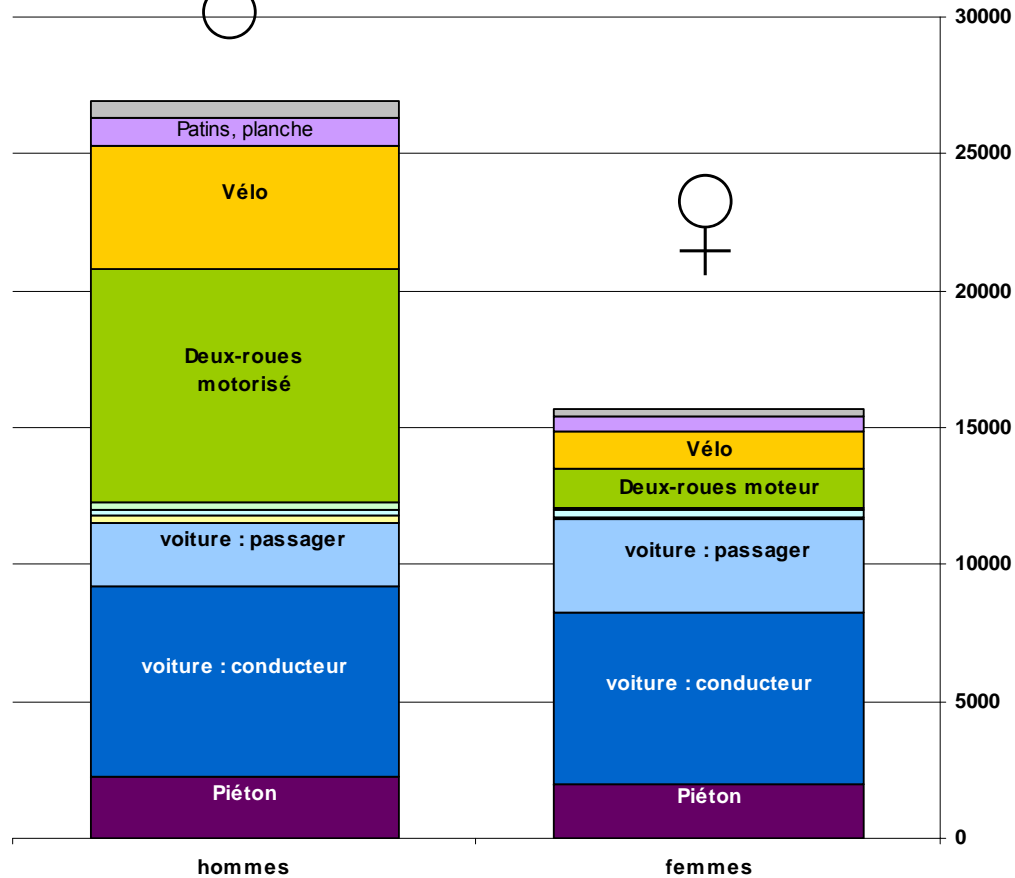 30000
25000
20000
15000
10000
5000
0
Patins, planche
Vélo
Deux-roues
motorisé
voiture : passager
voiture : conducteur
Piéton
hommes
Vélo
Deux-roues moteur
voiture : passager
voiture : conducteur
Piéton
femmes